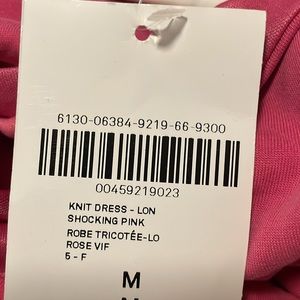 6130-06384-9219-66-9300
00459219023
KNIT DRESS - LON
SHOCKING PINK
ROBE TRICOTÉE-LO
ROSE VIF
5 - F
M